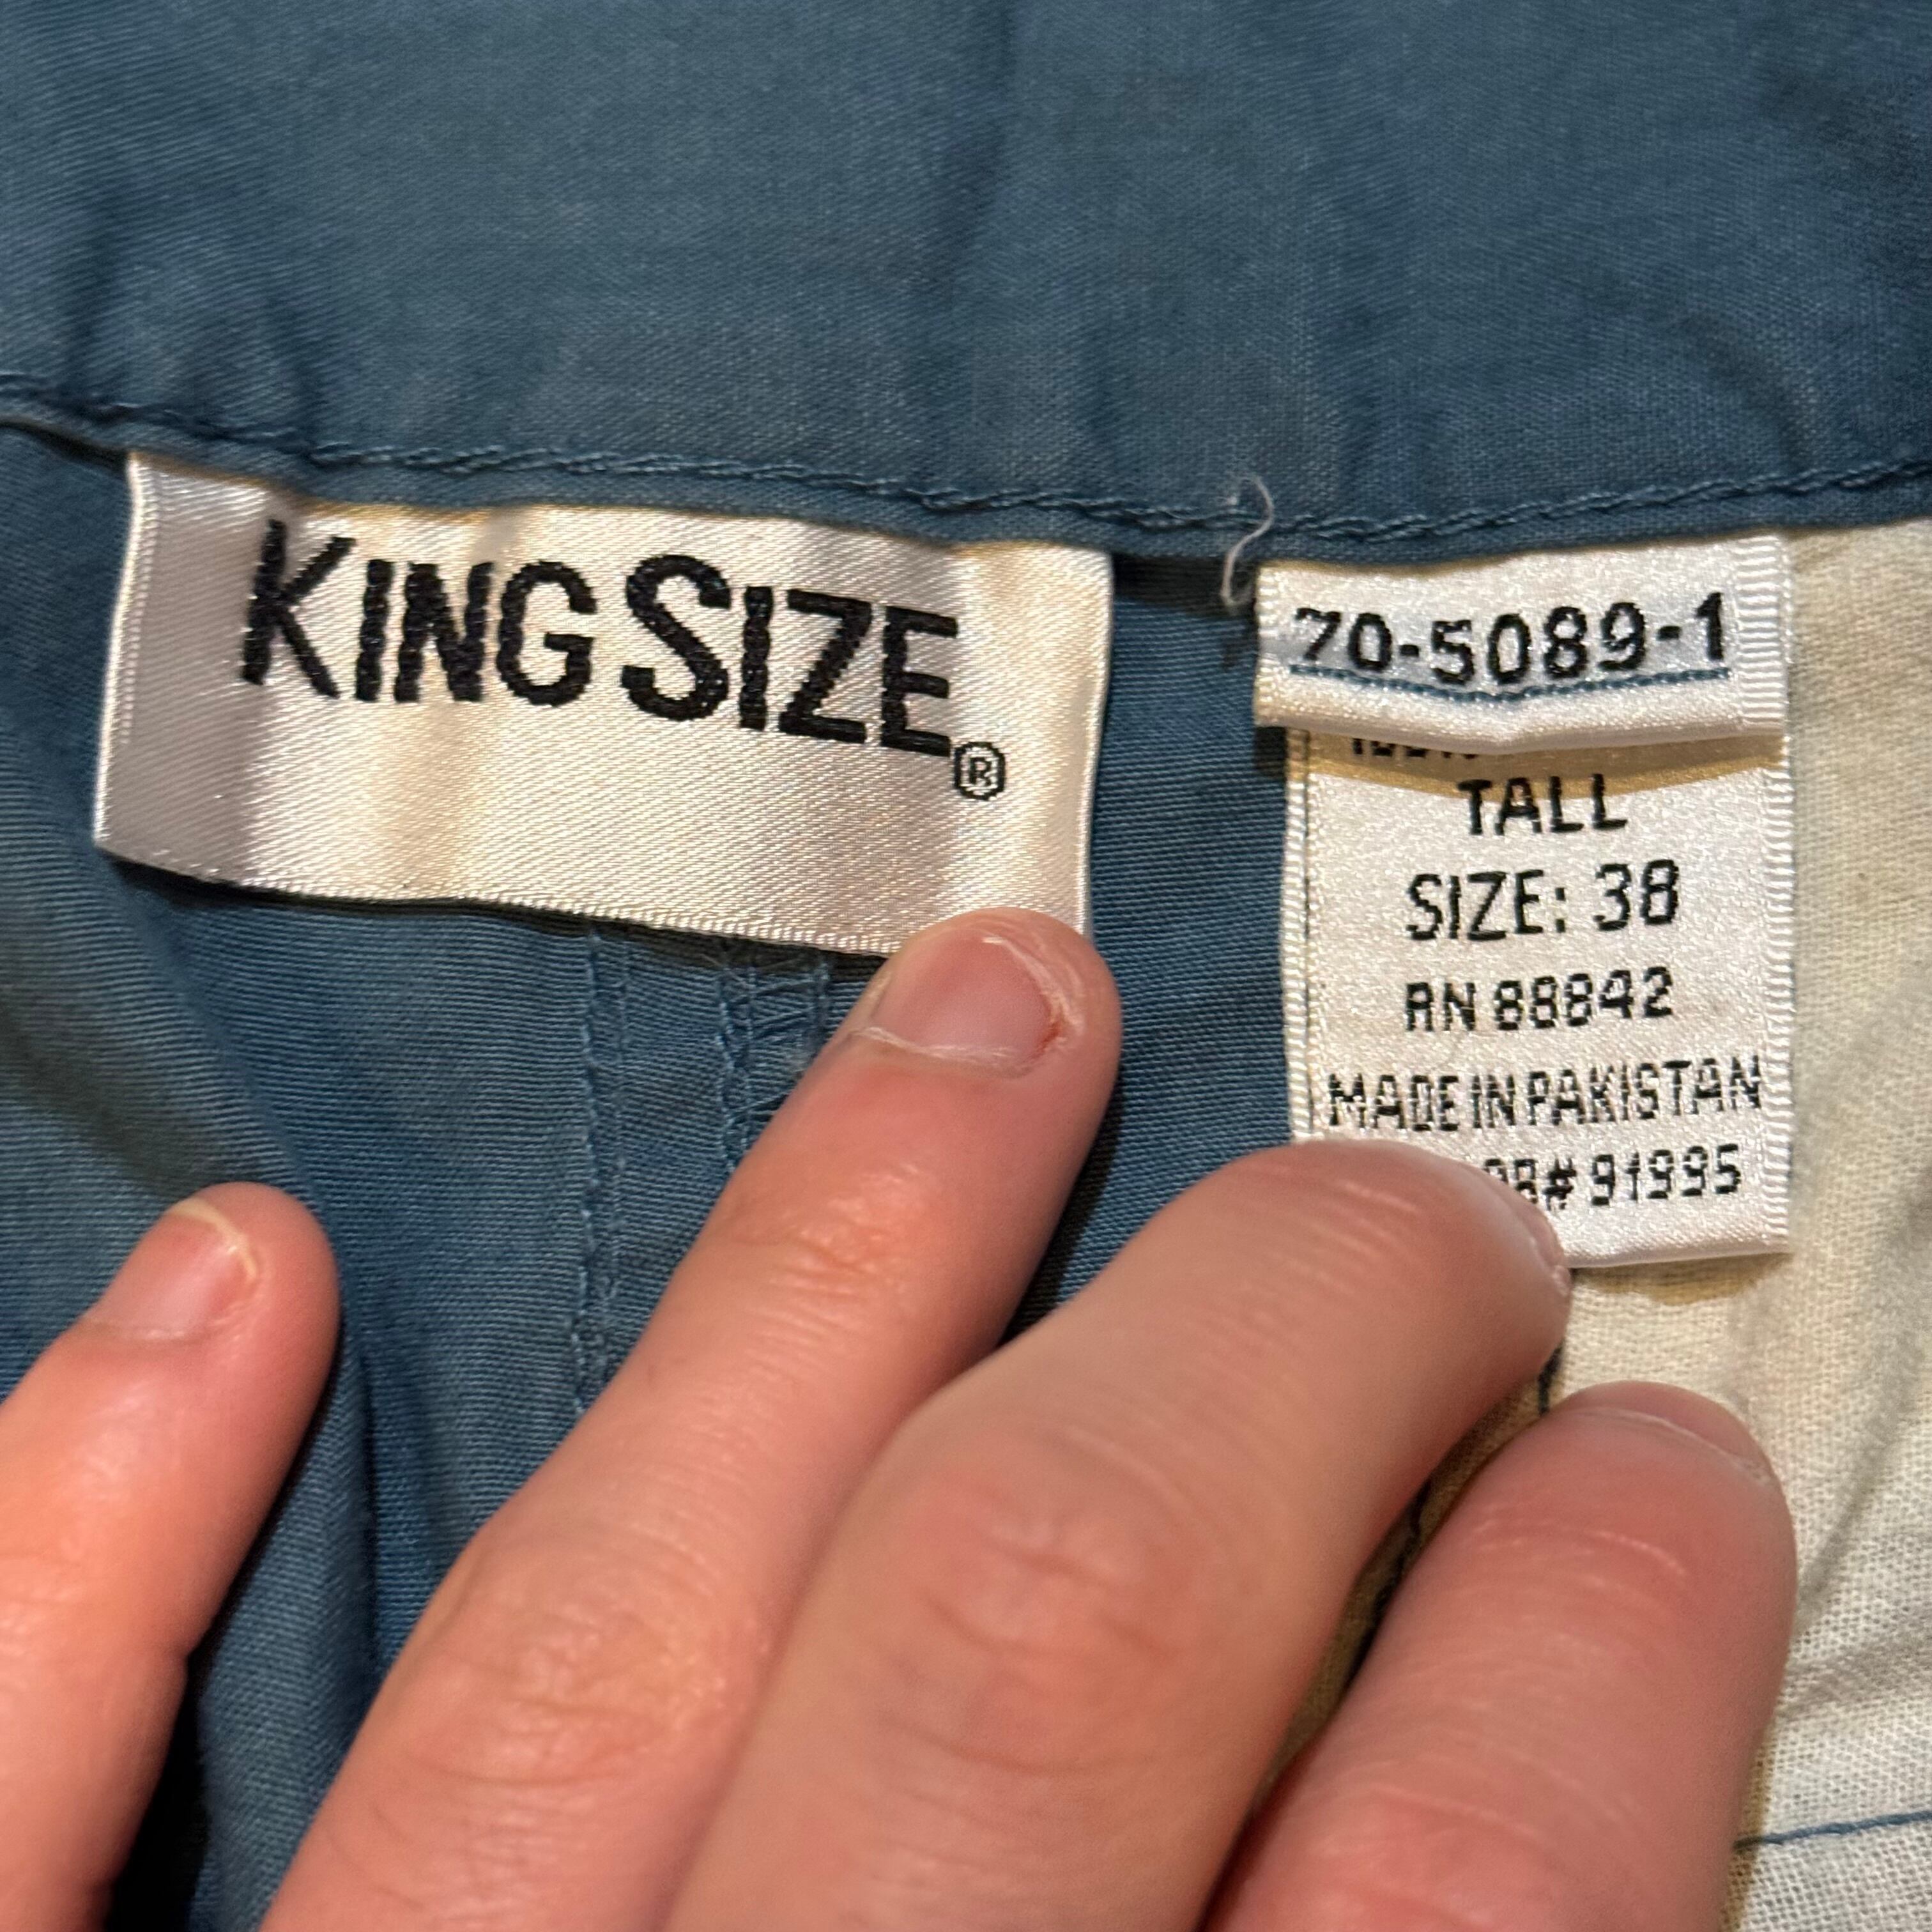 KING SIZE®
70-5089-1
TALL
SIZE: 38
RN 88842
MADE IN PAKISTAN
# 91995